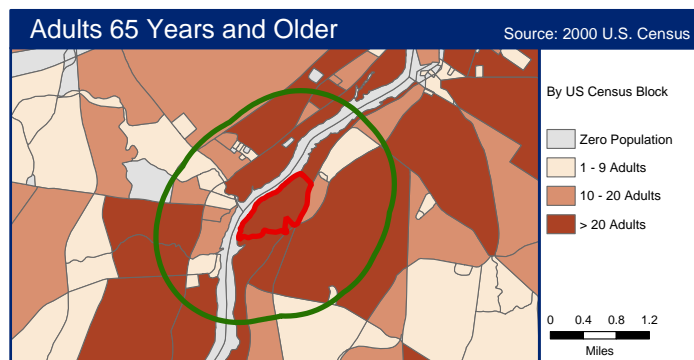 Adults 65 Years and Older
Source: 2000 U.S. Census
By US Census Block
Zero Population
1 - 9 Adults
10 - 20 Adults
> 20 Adults
0 0.4 0.8 1.2
Miles